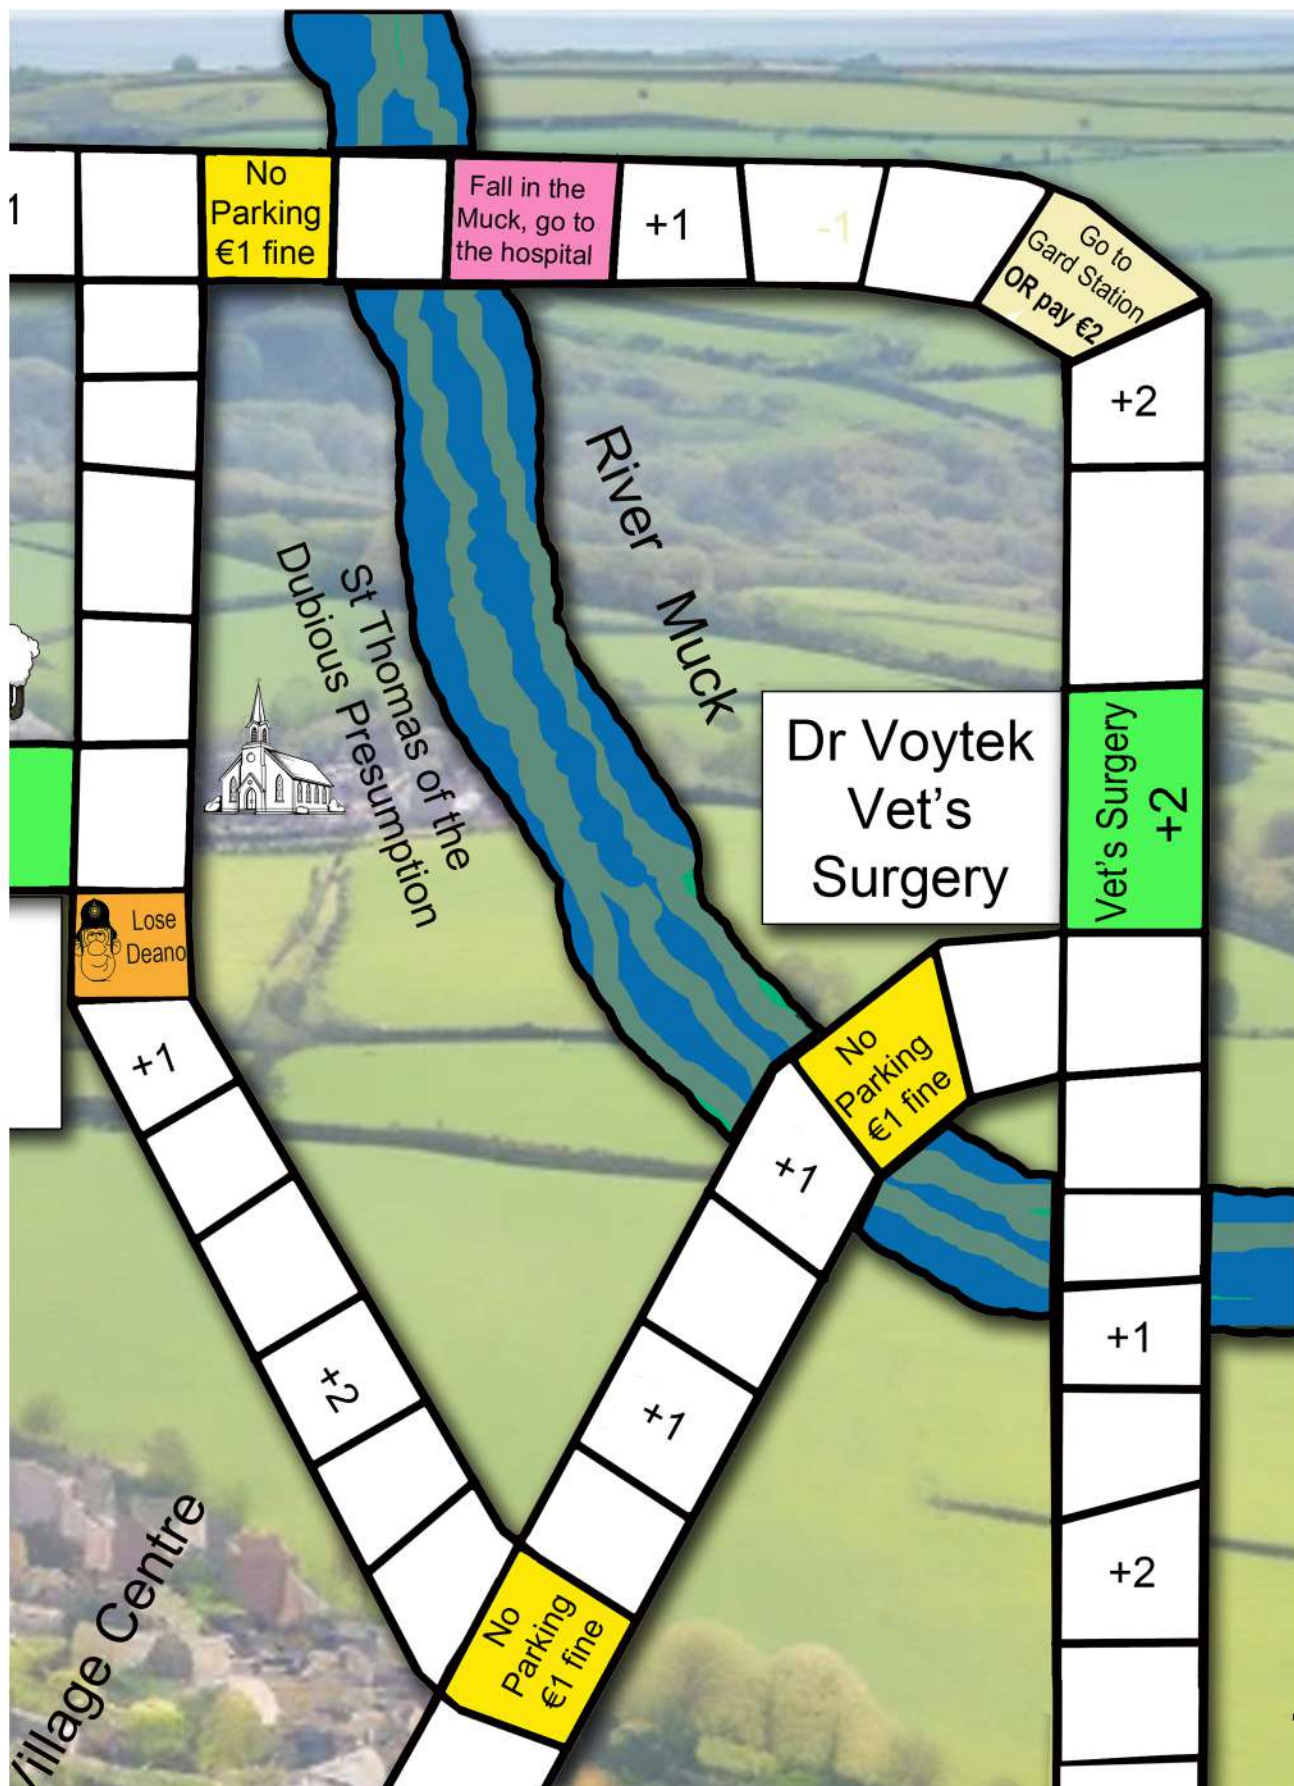 1
No
Parking
€1 fine
Fall in the
Muck, go to
the hospital
+1
-1
Go to
Gard Station
OR pay €2
+2
River Muck
St Thomas of the
Dubious Presumption
Dr Voytek
Vet's
Surgery
Vet's Surgery
+2
Lose
Deano
+1
No
Parking
€1 fine
+1
+1
+2
+1
+2
No
Parking
€1 fine
Village Centre